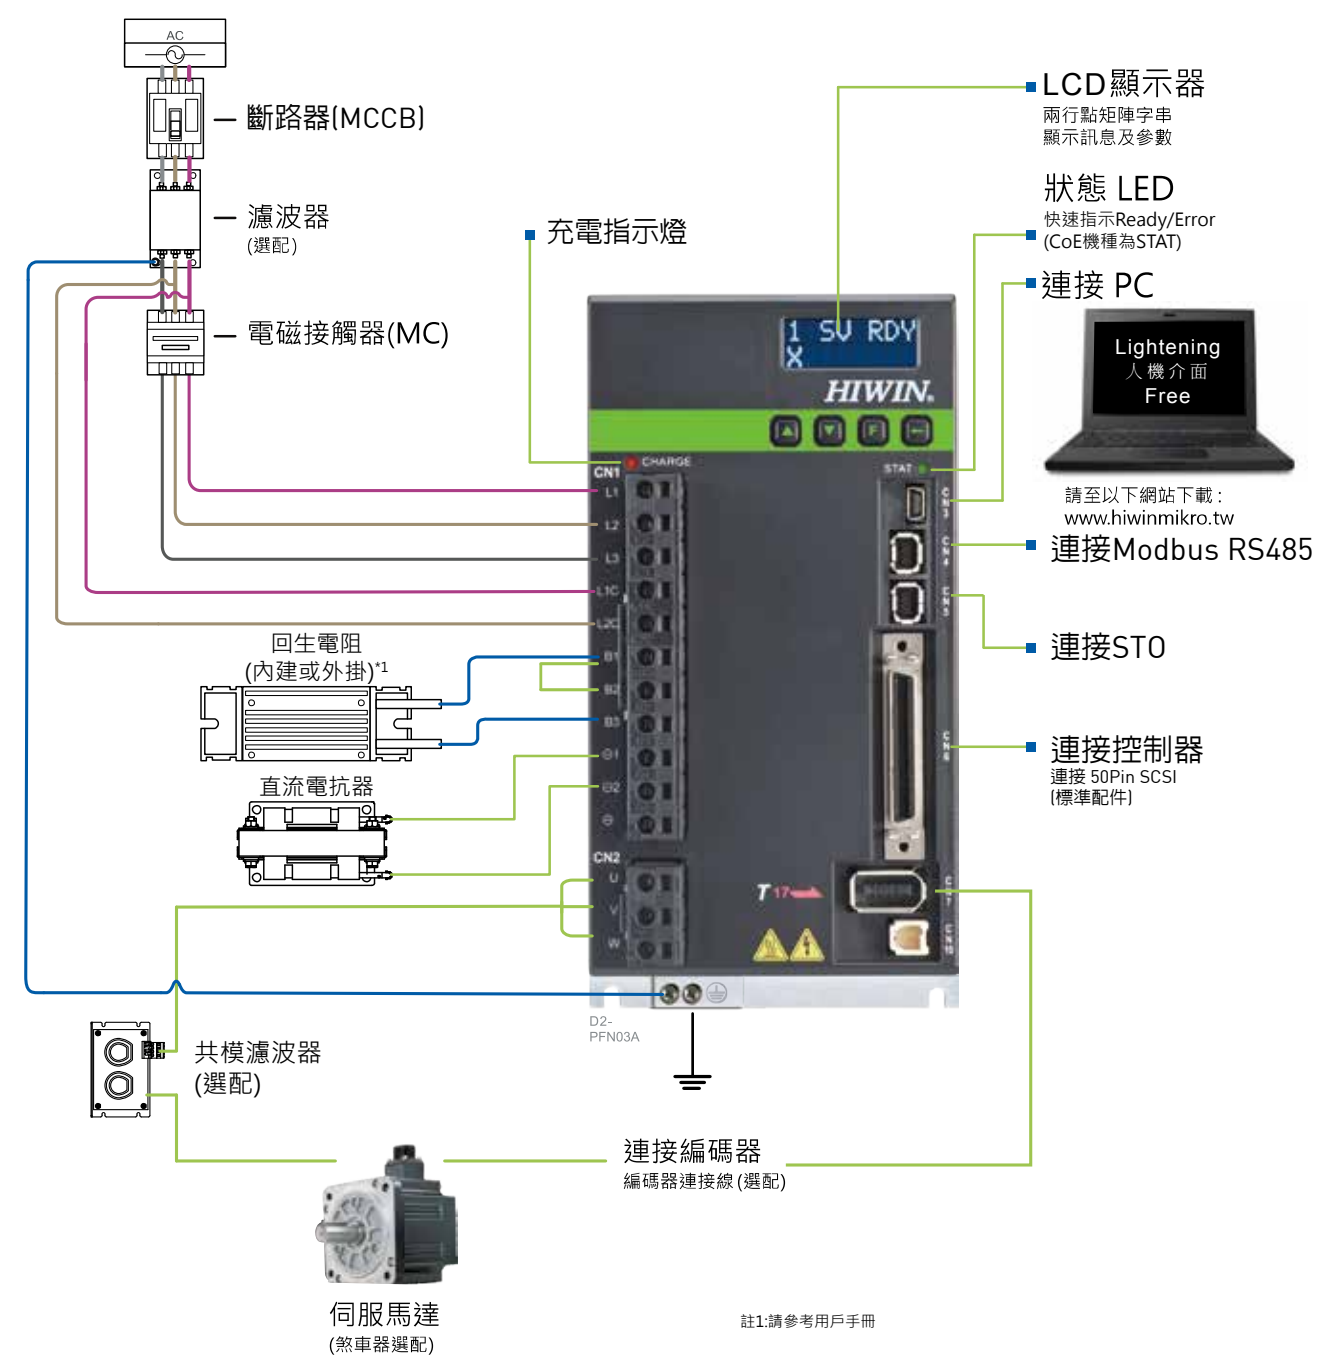 AC
斷路器(MCCB)
濾波器
(選配)
電磁接觸器(MC)
充電指示燈
LCD顯示器
兩行點矩陣字串
顯示訊息及參數
狀態 LED
快速指示Ready/Error
(CoE機種為STAT)
連接 PC
Lightening
人機介面
Free
請至以下網站下載:
www.hiwinmikro.tw
連接Modbus RS485
連接STO
連接控制器
連接 50Pin SCSI
(標準配件)
1 SV RDY
X
HIWIN.
F
CHARGE
STAT
CN1
L1
L2
L3
L1C
L2C
B1
B2
B3
⊖1
⊖2
⊖
CN2
U
V
W
CN3
CN4
CN5
CN6
CN7
CN10
T 17
D2-
PFN03A
回生電阻
(內建或外掛)*1
直流電抗器
共模濾波器
(選配)
連接編碼器
編碼器連接線(選配)
伺服馬達
(煞車器選配)
註1:請參考用戶手冊